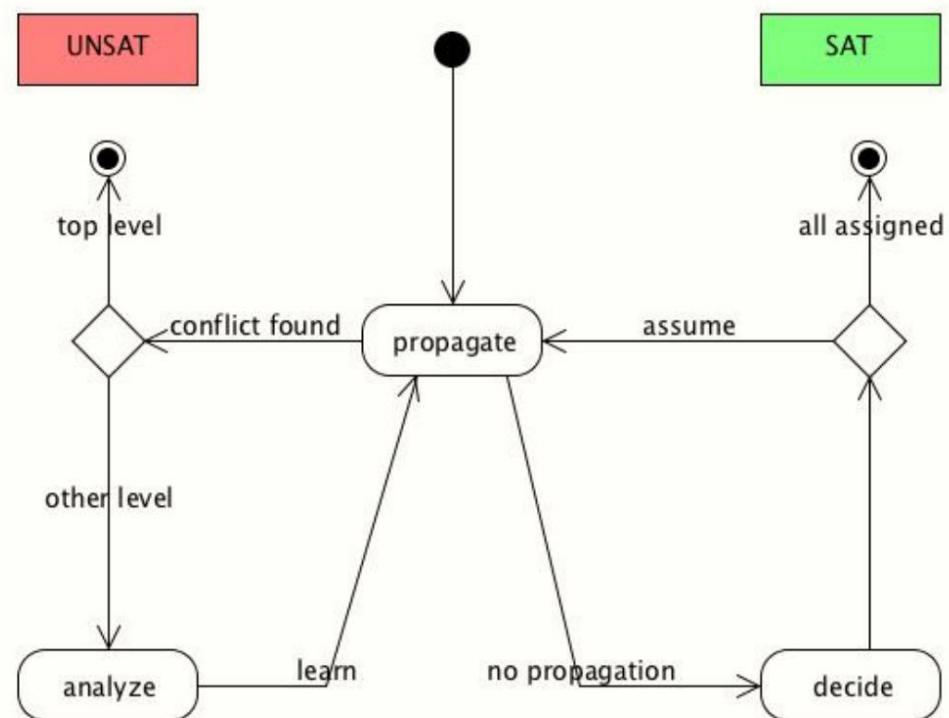 UNSAT
SAT
top level
all assigned
conflict found
propagate
assume
other level
learn
no propagation
analyze
decide